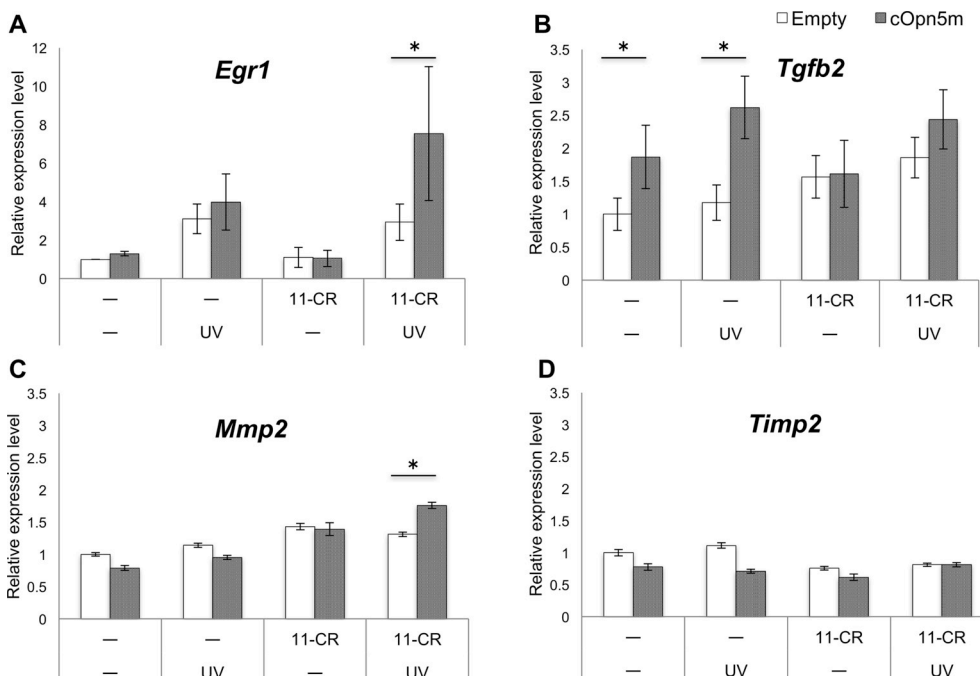 Empty cOpn5m
A
Egr1
Relative expression level
12
10
8
6
4
2
0
*
— — 11-CR 11-CR
— UV — UV
B
Tgfb2
Relative expression level
3.5
3
2.5
2
1.5
1
0.5
0
* *
— — 11-CR 11-CR
— UV — UV
C
Mmp2
Relative expression level
3.5
3
2.5
2
1.5
1
0.5
0
*
— — 11-CR 11-CR
— UV — UV
D
Timp2
Relative expression level
3.5
3
2.5
2
1.5
1
0.5
0
— — 11-CR 11-CR
— UV — UV